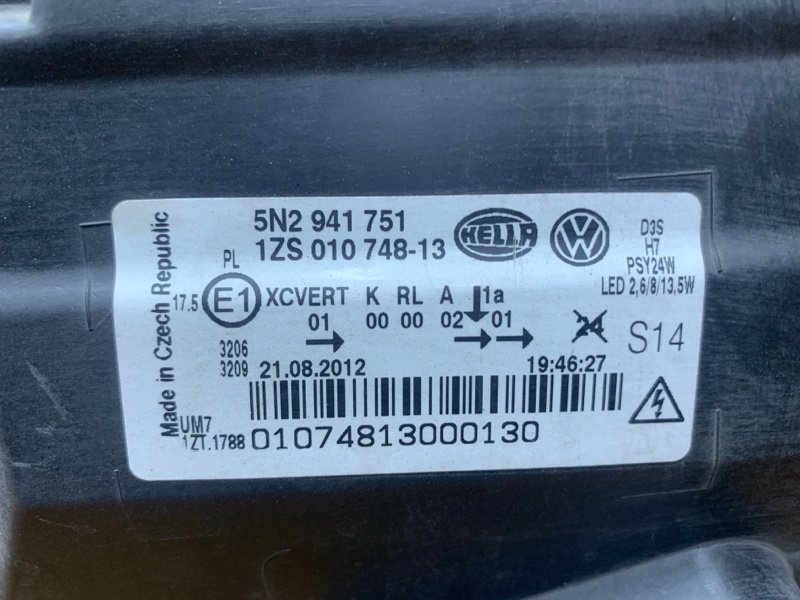 Made in Czech Republic
5N2 941 751
1ZS 010 748-13
HELLA
VW
D3S
H7
PSY24W
LED 2,6/8/13,5W
PL
17.5
E1
XCVERT K RL A 1a
01 00 00 02 01
24
S14
3206
3209
21.08.2012 19:46:27
UM7
1ZT.1788
01074813000130